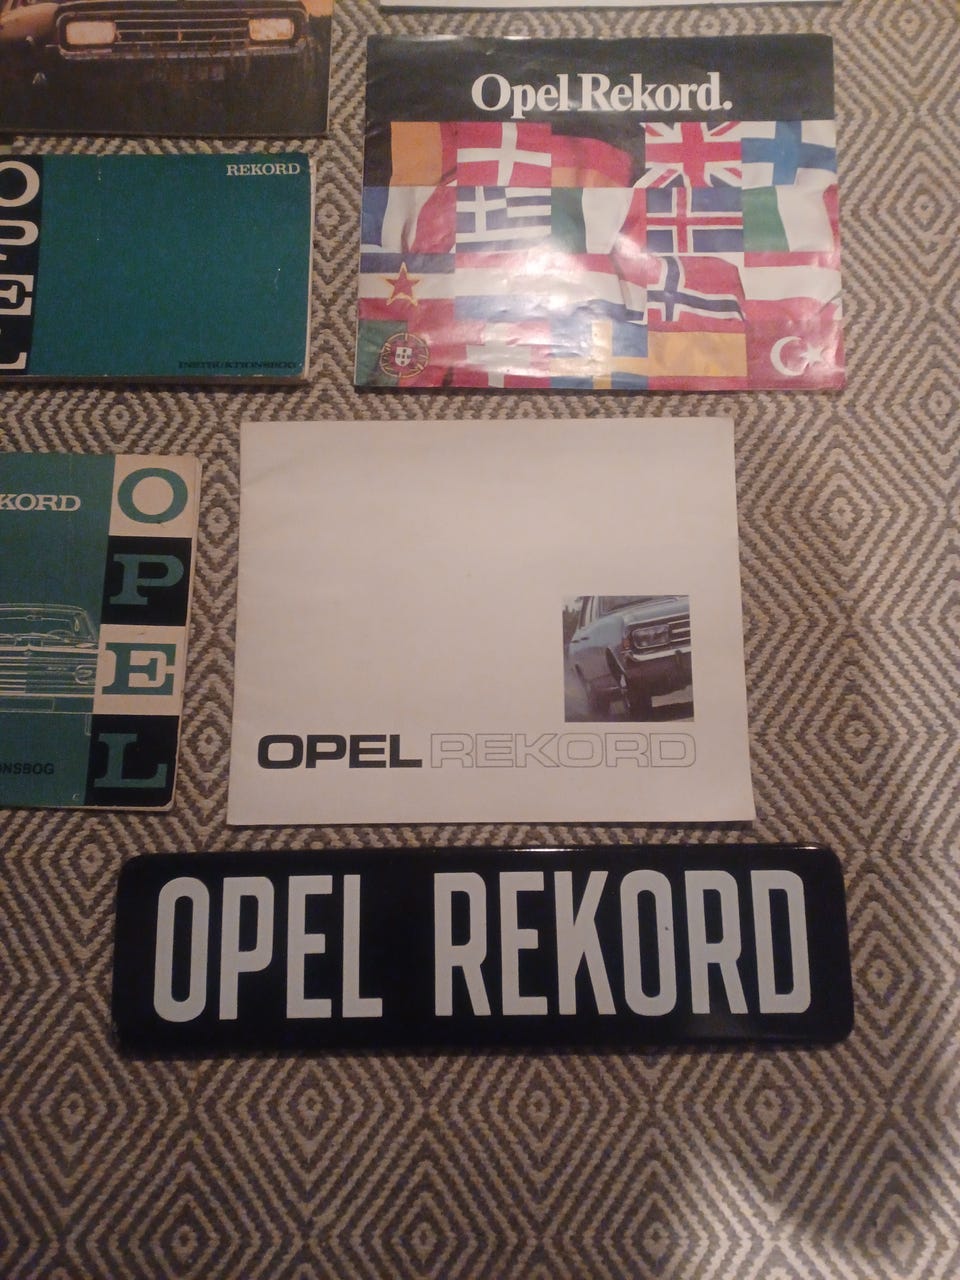 Opel Rekord.
REKORD
INSTRUKTIONSBOG
KORD
O
P
E
L
ONSBOG
OPEL REKORD
OPEL REKORD